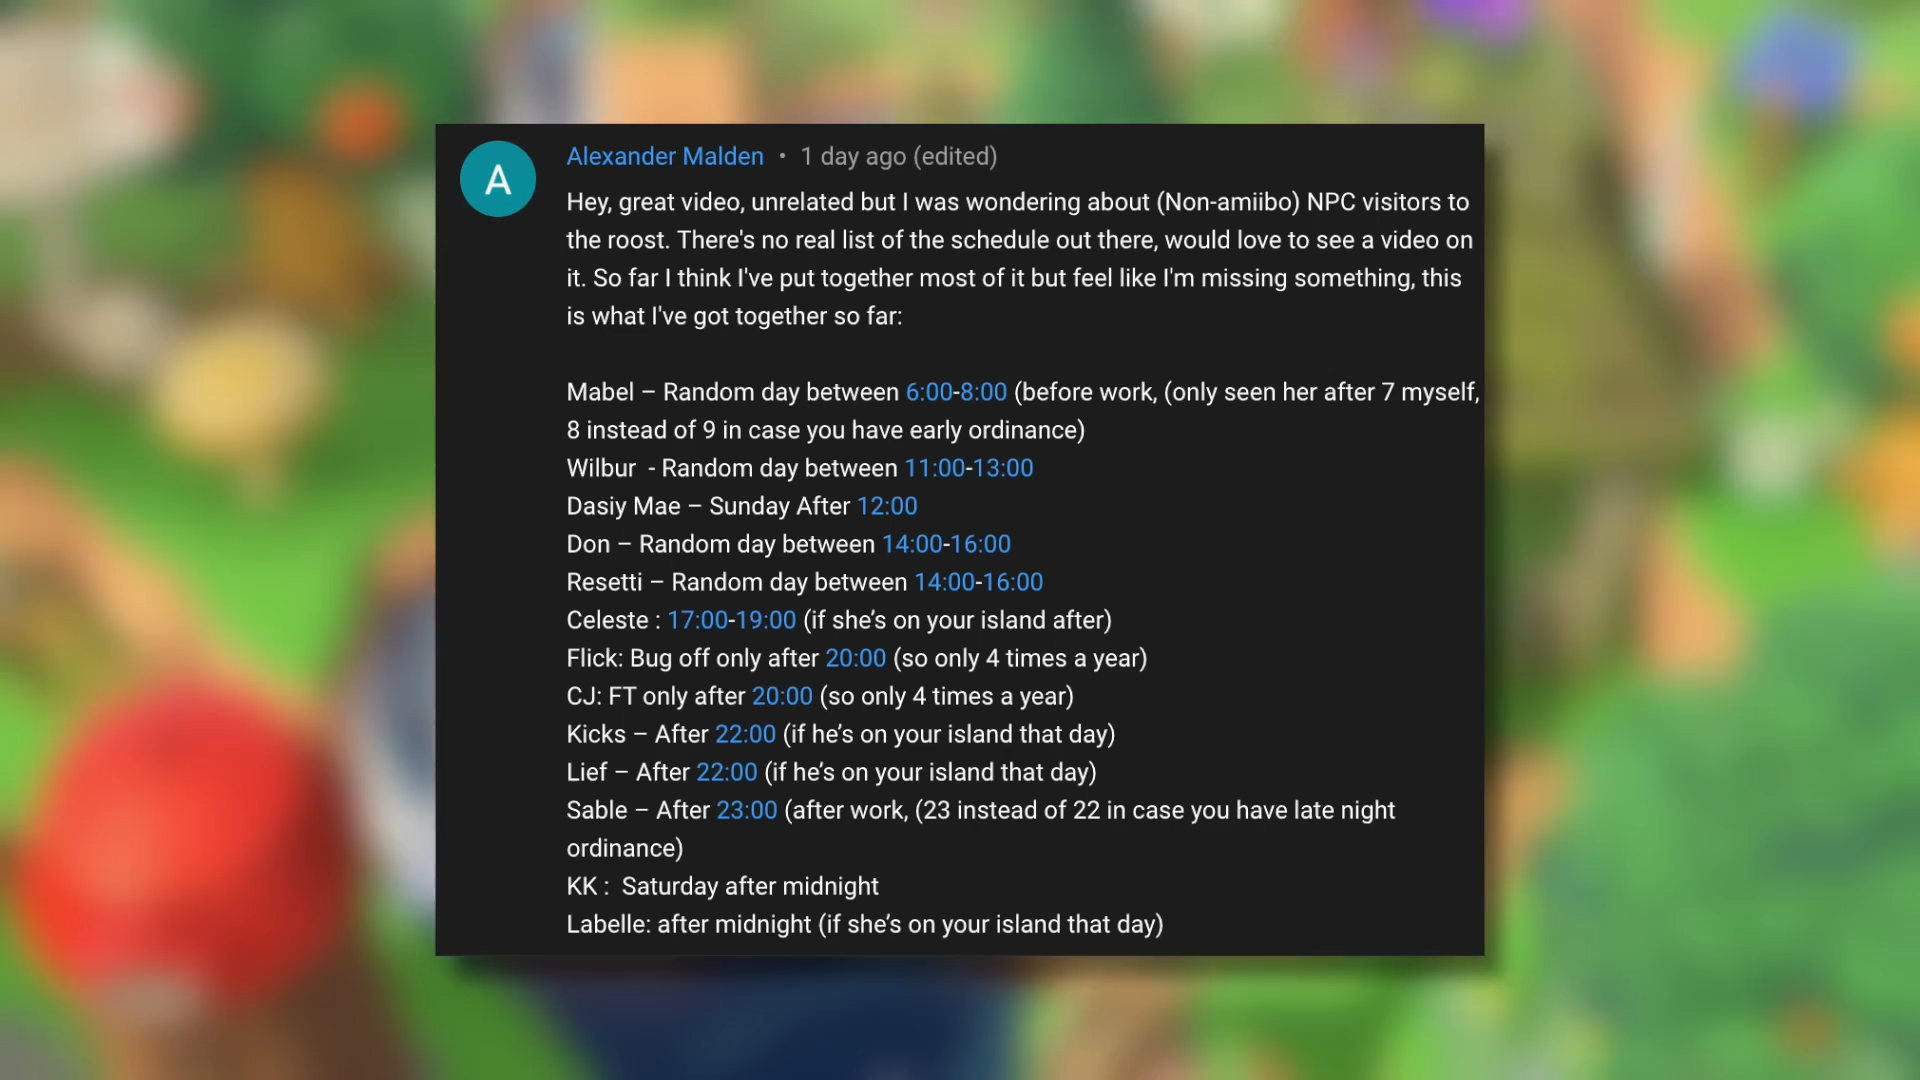 A
Alexander Malden • 1 day ago (edited)
Hey, great video, unrelated but I was wondering about (Non-amiibo) NPC visitors to
the roost. There's no real list of the schedule out there, would love to see a video on
it. So far I think I've put together most of it but feel like I'm missing something, this
is what I've got together so far:
Mabel – Random day between 6:00-8:00 (before work, (only seen her after 7 myself,
8 instead of 9 in case you have early ordinance)
Wilbur  - Random day between 11:00-13:00
Dasiy Mae – Sunday After 12:00
Don – Random day between 14:00-16:00
Resetti – Random day between 14:00-16:00
Celeste : 17:00-19:00 (if she’s on your island after)
Flick: Bug off only after 20:00 (so only 4 times a year)
CJ: FT only after 20:00 (so only 4 times a year)
Kicks – After 22:00 (if he’s on your island that day)
Lief – After 22:00 (if he’s on your island that day)
Sable – After 23:00 (after work, (23 instead of 22 in case you have late night
ordinance)
KK :  Saturday after midnight
Labelle: after midnight (if she’s on your island that day)